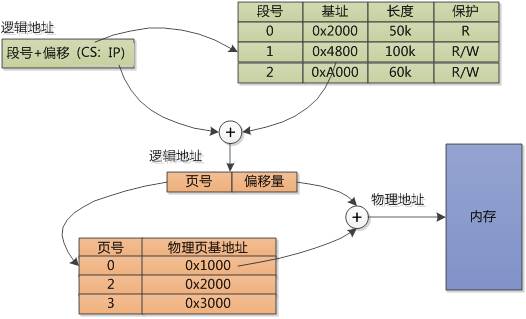 逻辑地址
段号+偏移（CS：IP）
段号 基址 长度 保护
0 0x2000 50k R
1 0x4800 100k R/W
2 0xA000 60k R/W
+
逻辑地址
页号 偏移量
物理地址
+
内存
页号 物理页基地址
0 0x1000
2 0x2000
3 0x3000